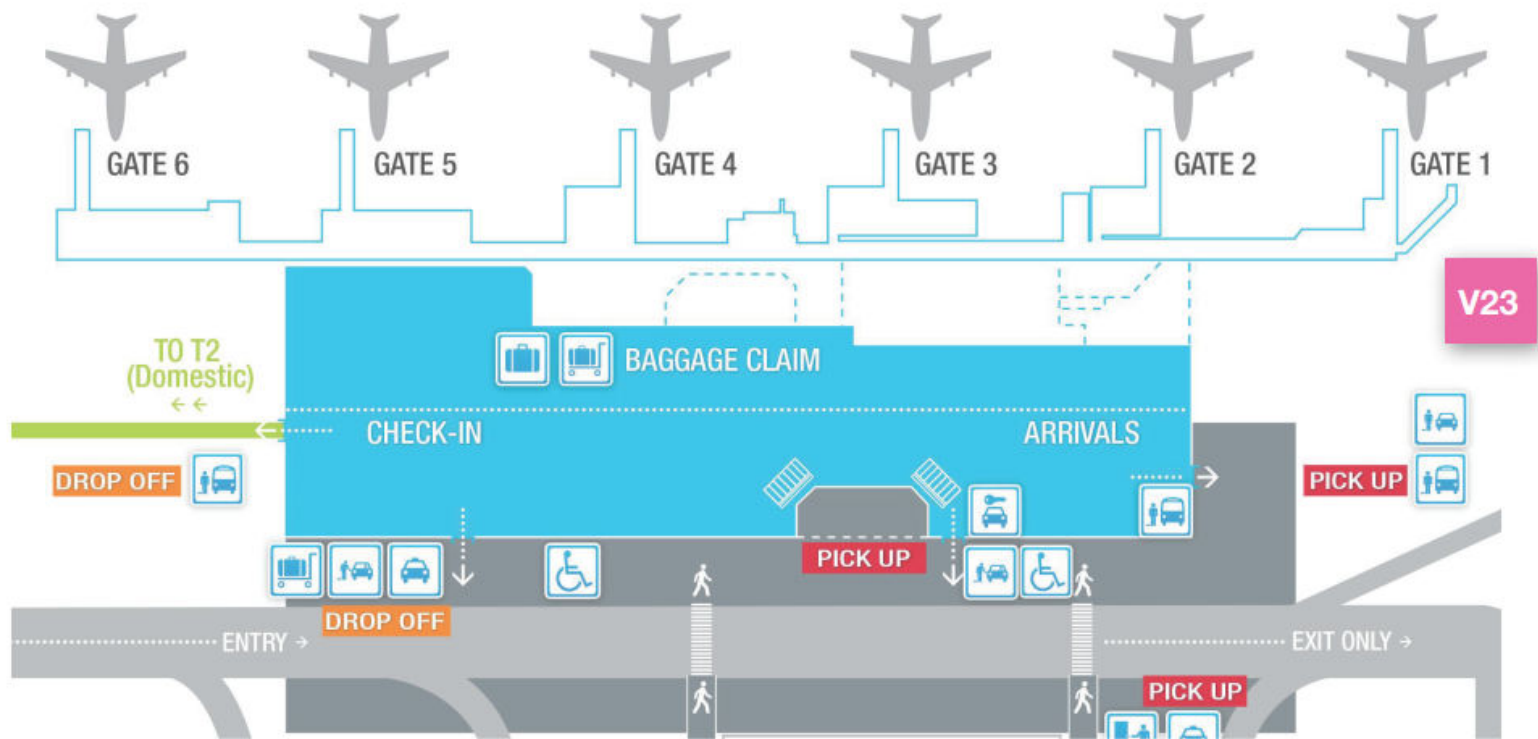 GATE 6
GATE 5
GATE 4
GATE 3
GATE 2
GATE 1
V23
BAGGAGE CLAIM
TO T2
(Domestic)
CHECK-IN
ARRIVALS
DROP OFF
PICK UP
PICK UP
DROP OFF
ENTRY
EXIT ONLY
PICK UP